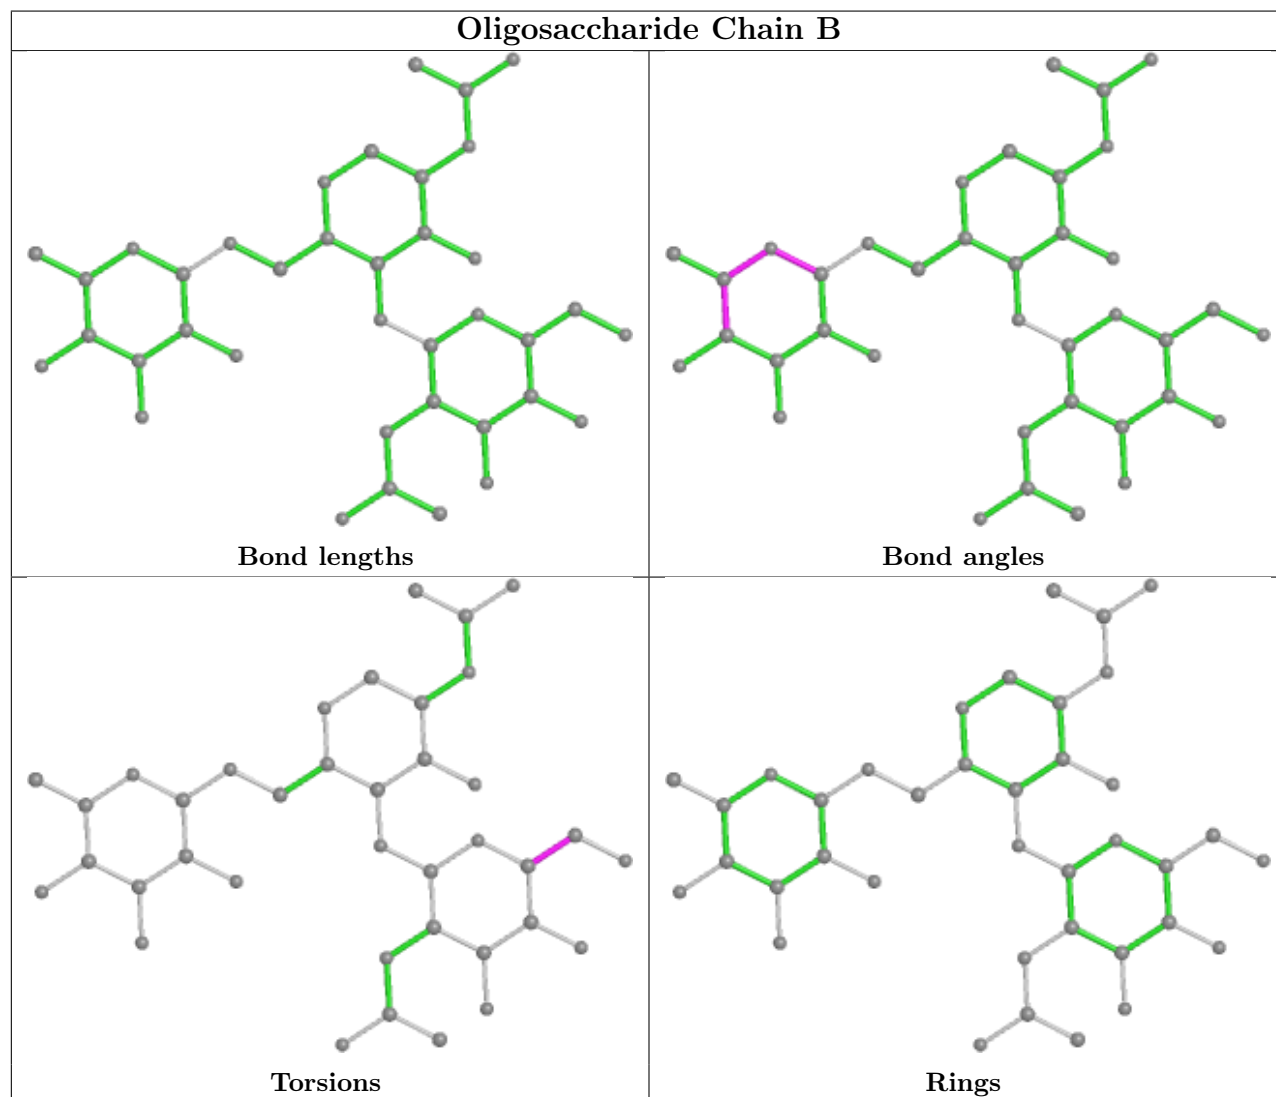 Oligosaccharide Chain B
Bond lengths
Bond angles
Torsions
Rings